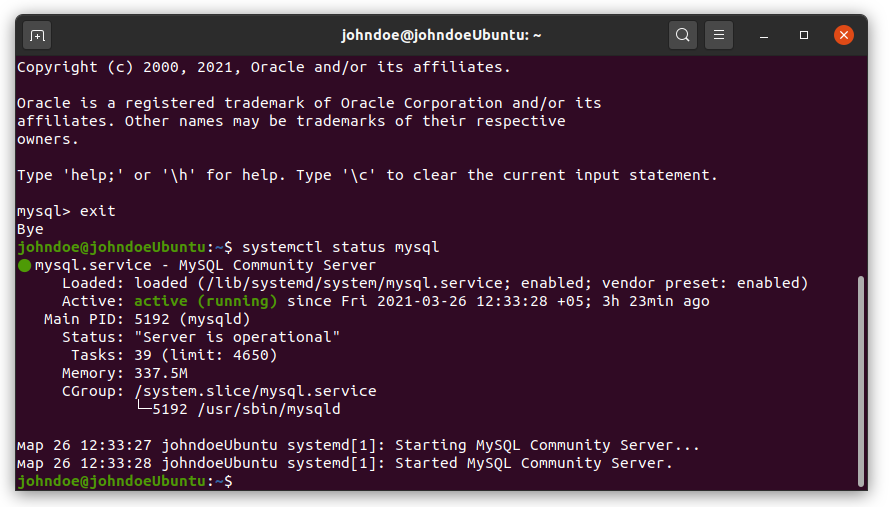 johndoe@johndoeUbuntu: ~
Copyright (c) 2000, 2021, Oracle and/or its affiliates.
Oracle is a registered trademark of Oracle Corporation and/or its
affiliates. Other names may be trademarks of their respective
owners.
Type 'help;' or '\h' for help. Type '\c' to clear the current input statement.
mysql> exit
Bye
johndoe@johndoeUbuntu:~$ systemctl status mysql
● mysql.service - MySQL Community Server
     Loaded: loaded (/lib/systemd/system/mysql.service; enabled; vendor preset: enabled)
     Active: active (running) since Fri 2021-03-26 12:33:28 +05; 3h 23min ago
   Main PID: 5192 (mysqld)
     Status: "Server is operational"
      Tasks: 39 (limit: 4650)
     Memory: 337.5M
     CGroup: /system.slice/mysql.service
             └─5192 /usr/sbin/mysqld
мар 26 12:33:27 johndoeUbuntu systemd[1]: Starting MySQL Community Server...
мар 26 12:33:28 johndoeUbuntu systemd[1]: Started MySQL Community Server.
johndoe@johndoeUbuntu:~$